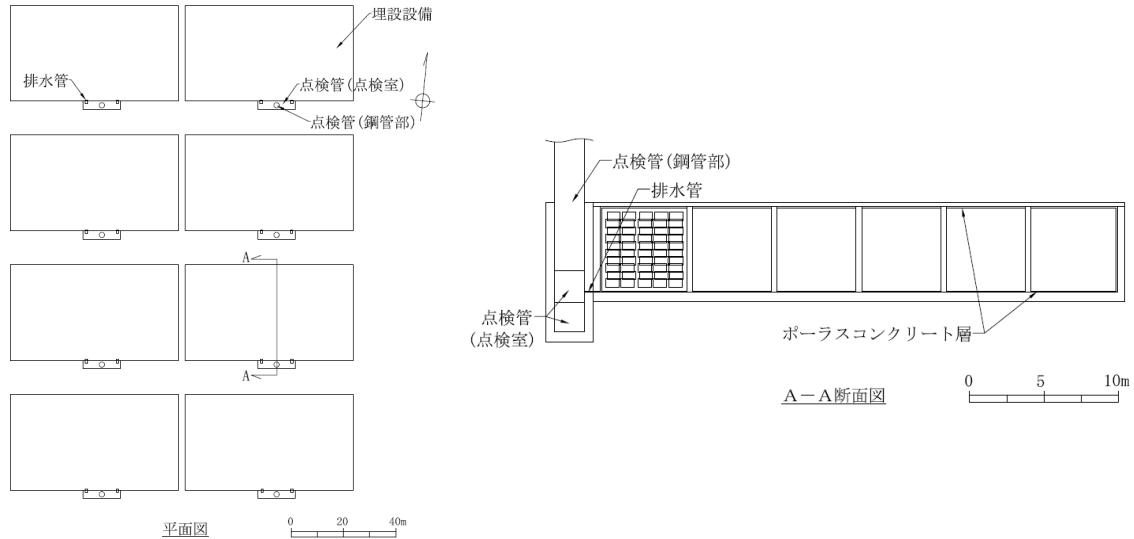 埋設設備
排水管
点検管(点検室)
点検管(鋼管部)
A
A
平面図
0 20 40m
点検管(鋼管部)
排水管
点検管
(点検室)
ポーラスコンクリート層
A－A断面図
0 5 10m